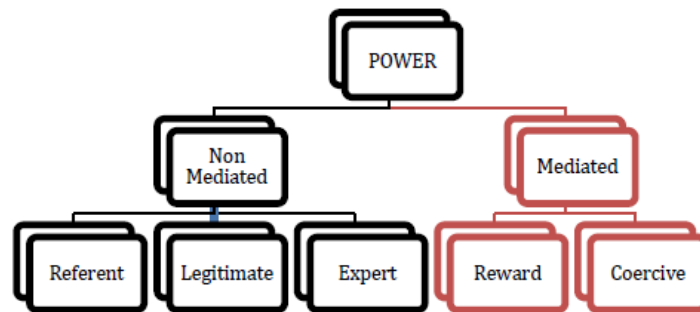 POWER
Non
Mediated
Mediated
Referent
Legitimate
Expert
Reward
Coercive